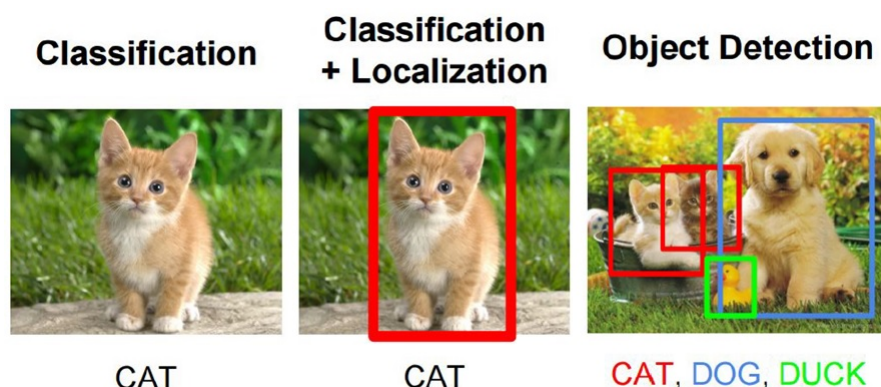 Classification
Classification
+ Localization
Object Detection
CAT
CAT
CAT, DOG, DUCK